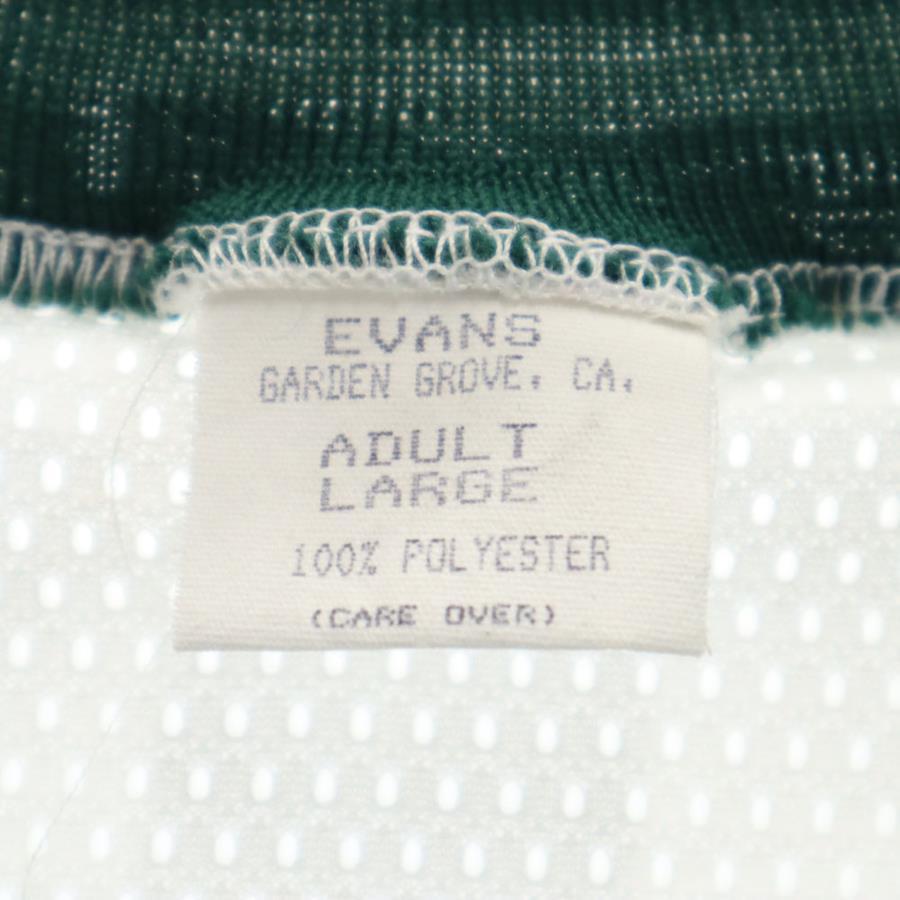 EVANS
GARDEN GROVE. CA.
ADULT
LARGE
100% POLYESTER
(CARE OVER)